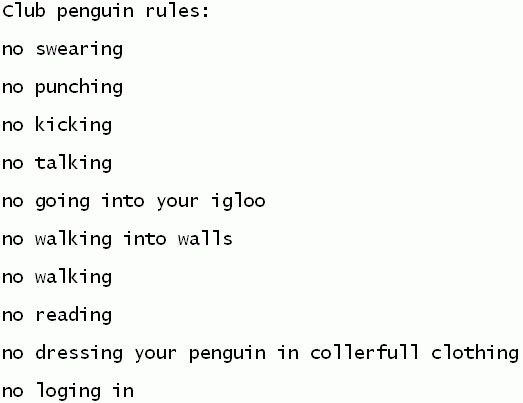 Club penguin rules:
no swearing
no punching
no kicking
no talking
no going into your igloo
no walking into walls
no walking
no reading
no dressing your penguin in collerfull clothing
no loging in